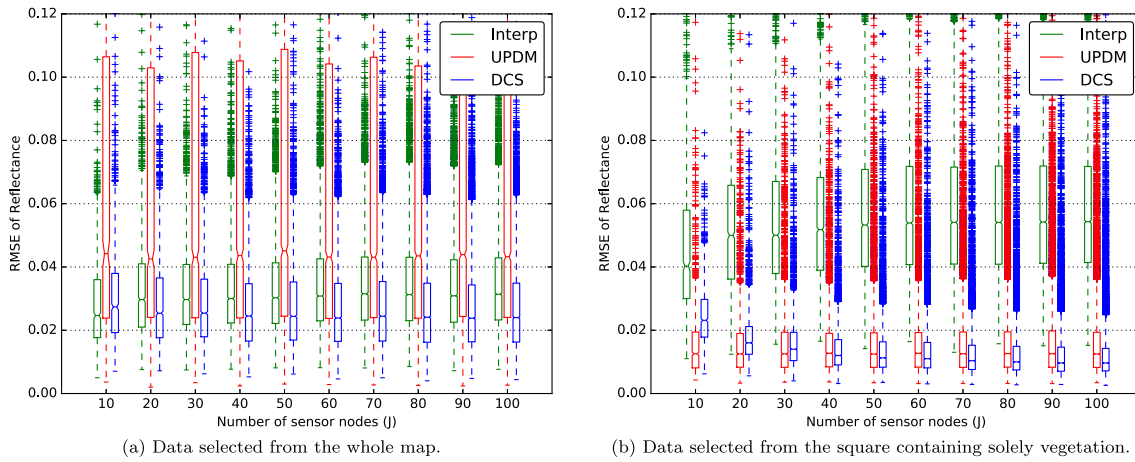 0.12
0.10
0.08
0.06
0.04
0.02
0.00
RMSE of Reflectance
Interp
UPDM
DCS
10 20 30 40 50 60 70 80 90 100
Number of sensor nodes (J)
(a) Data selected from the whole map.
0.12
0.10
0.08
0.06
0.04
0.02
0.00
RMSE of Reflectance
Interp
UPDM
DCS
10 20 30 40 50 60 70 80 90 100
Number of sensor nodes (J)
(b) Data selected from the square containing solely vegetation.